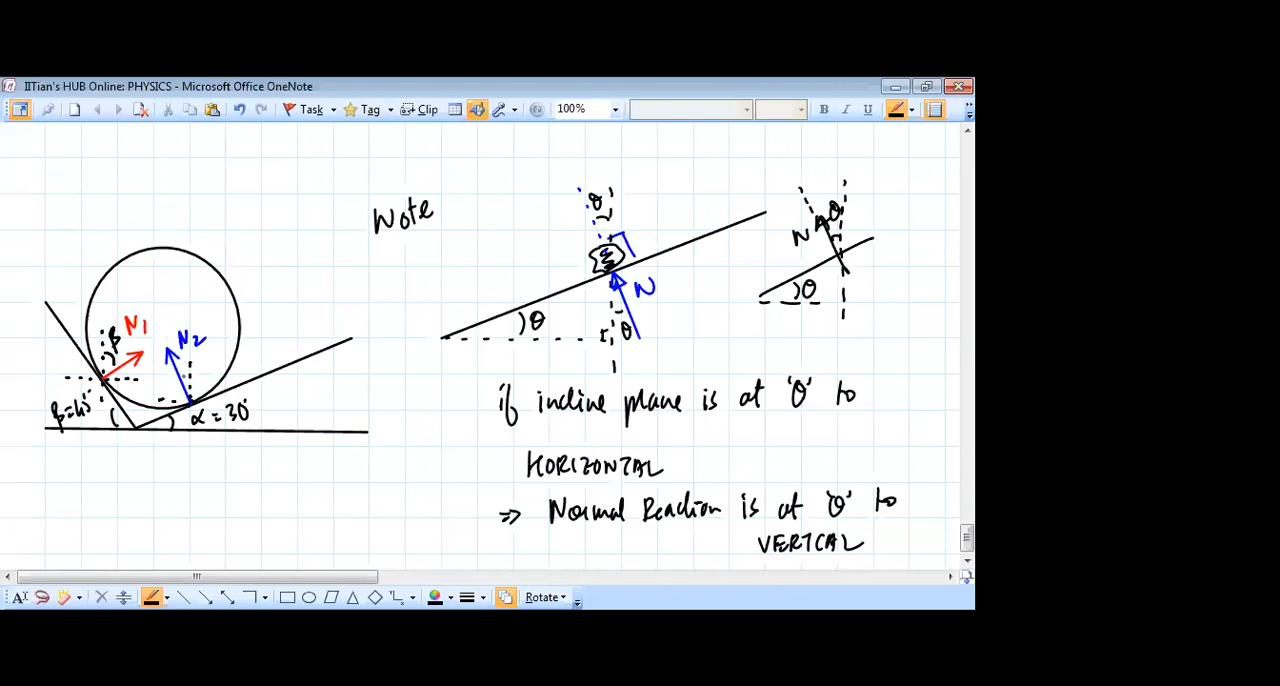 IITian's HUB Online: PHYSICS - Microsoft Office OneNote
Task Tag Clip 100% B I U
Note
θ
N
θ
θ
N θ
θ
N1
β
N2
α = 30°
if incline plane is at 'θ' to
HORIZONTAL
⇒ Normal Reaction is at 'θ' to
VERTICAL
Rotate